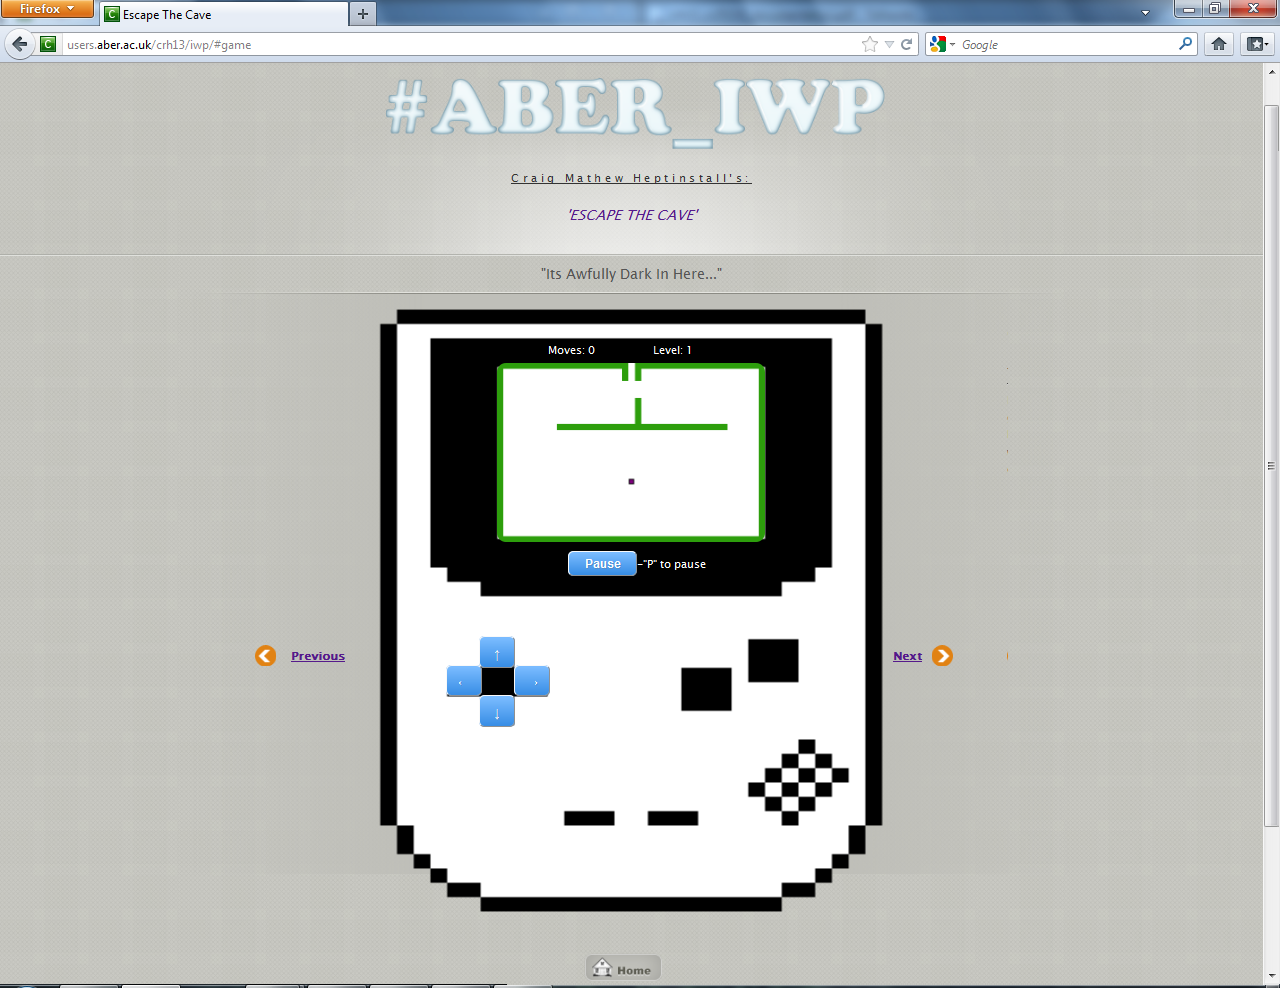 Firefox
Escape The Cave
users.aber.ac.uk/crh13/iwp/#game
Google
#ABER_IWP
Craig Mathew Heptinstall's:
'ESCAPE THE CAVE'
"Its Awfully Dark In Here..."
Moves: 0 Level: 1
Pause -"P" to pause
Previous
Next
Home